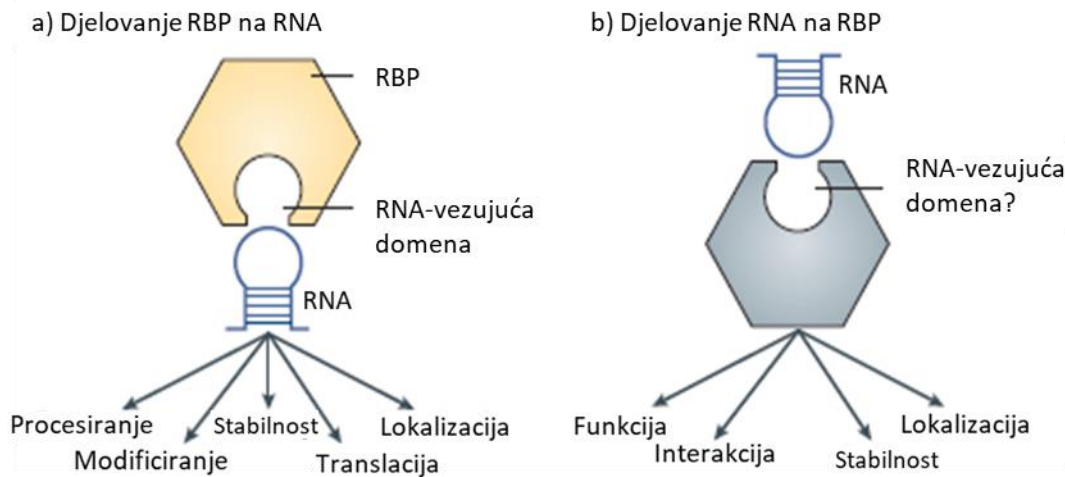 a) Djelovanje RBP na RNA
RBP
RNA-vezujuća
domena
RNA
Procesiranje
Modificiranje
Stabilnost
Translacija
Lokalizacija
b) Djelovanje RNA na RBP
RNA
RNA-vezujuća
domena?
Funkcija
Interakcija
Stabilnost
Lokalizacija